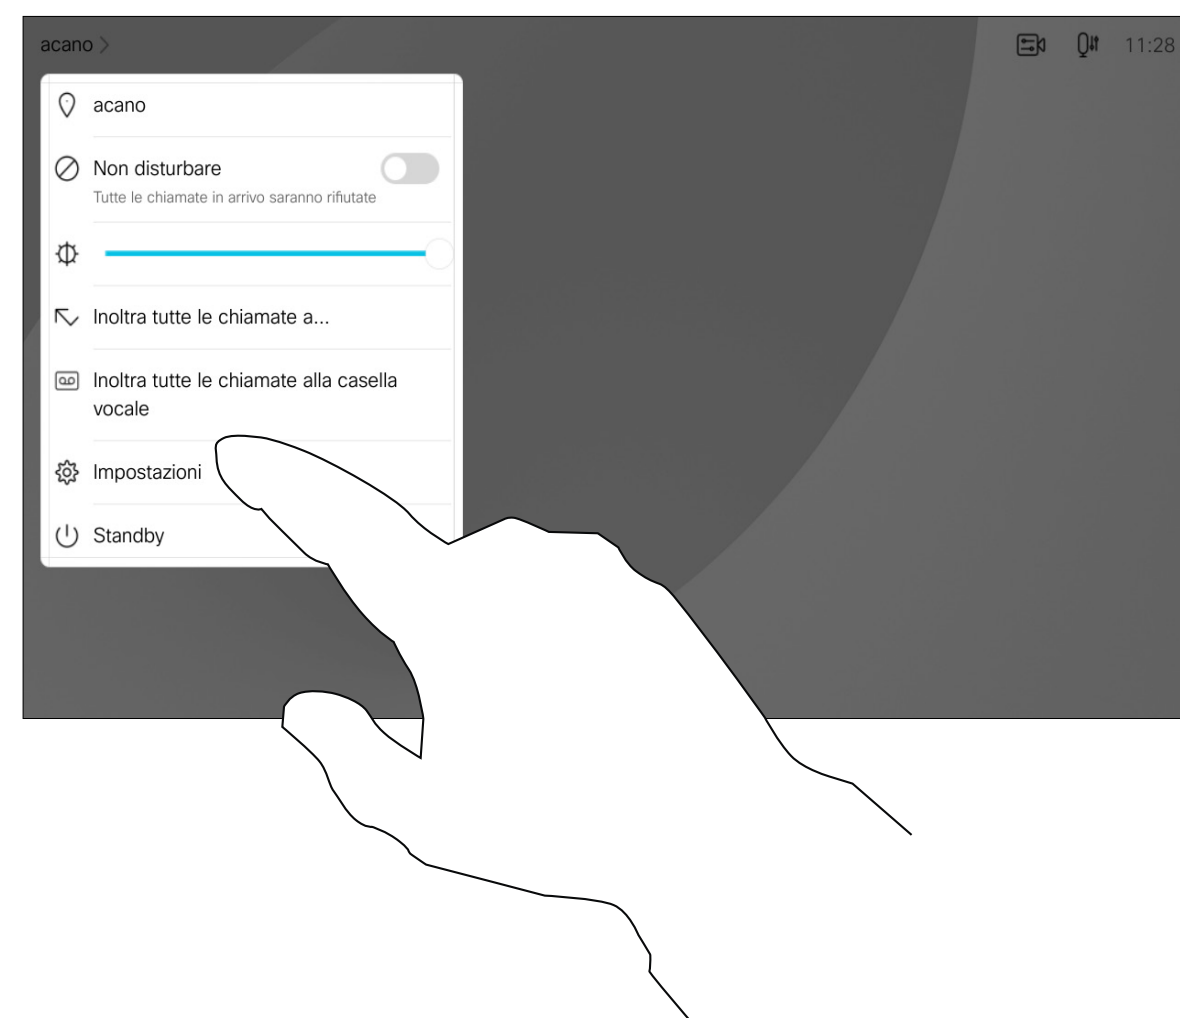 acano
11:28
acano
Non disturbare
Tutte le chiamate in arrivo saranno rifiutate
Inoltra tutte le chiamate a...
Inoltra tutte le chiamate alla casella
vocale
Impostazioni
Standby